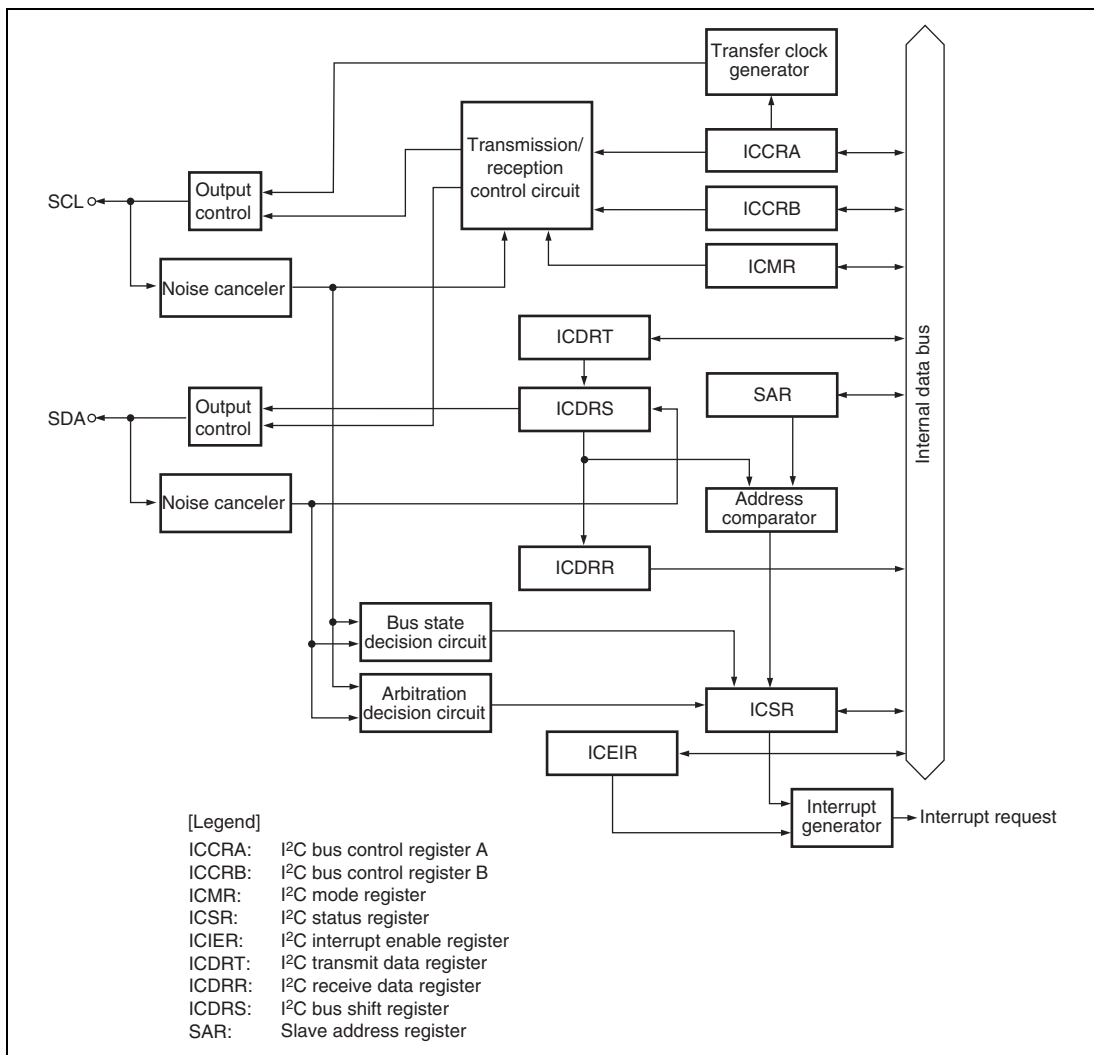 Transfer clock
generator
Transmission/
reception
control circuit
ICCRA
SCL
Output
control
ICCRB
Noise canceler
ICMR
ICDRT
Internal data bus
SDA
Output
control
ICDRS
SAR
Noise canceler
Address
comparator
ICDRR
Bus state
decision circuit
Arbitration
decision circuit
ICSR
ICEIR
Interrupt
generator
Interrupt request
[Legend]
ICCRA: I²C bus control register A
ICCRB: I²C bus control register B
ICMR: I²C mode register
ICSR: I²C status register
ICIER: I²C interrupt enable register
ICDRT: I²C transmit data register
ICDRR: I²C receive data register
ICDRS: I²C bus shift register
SAR: Slave address register